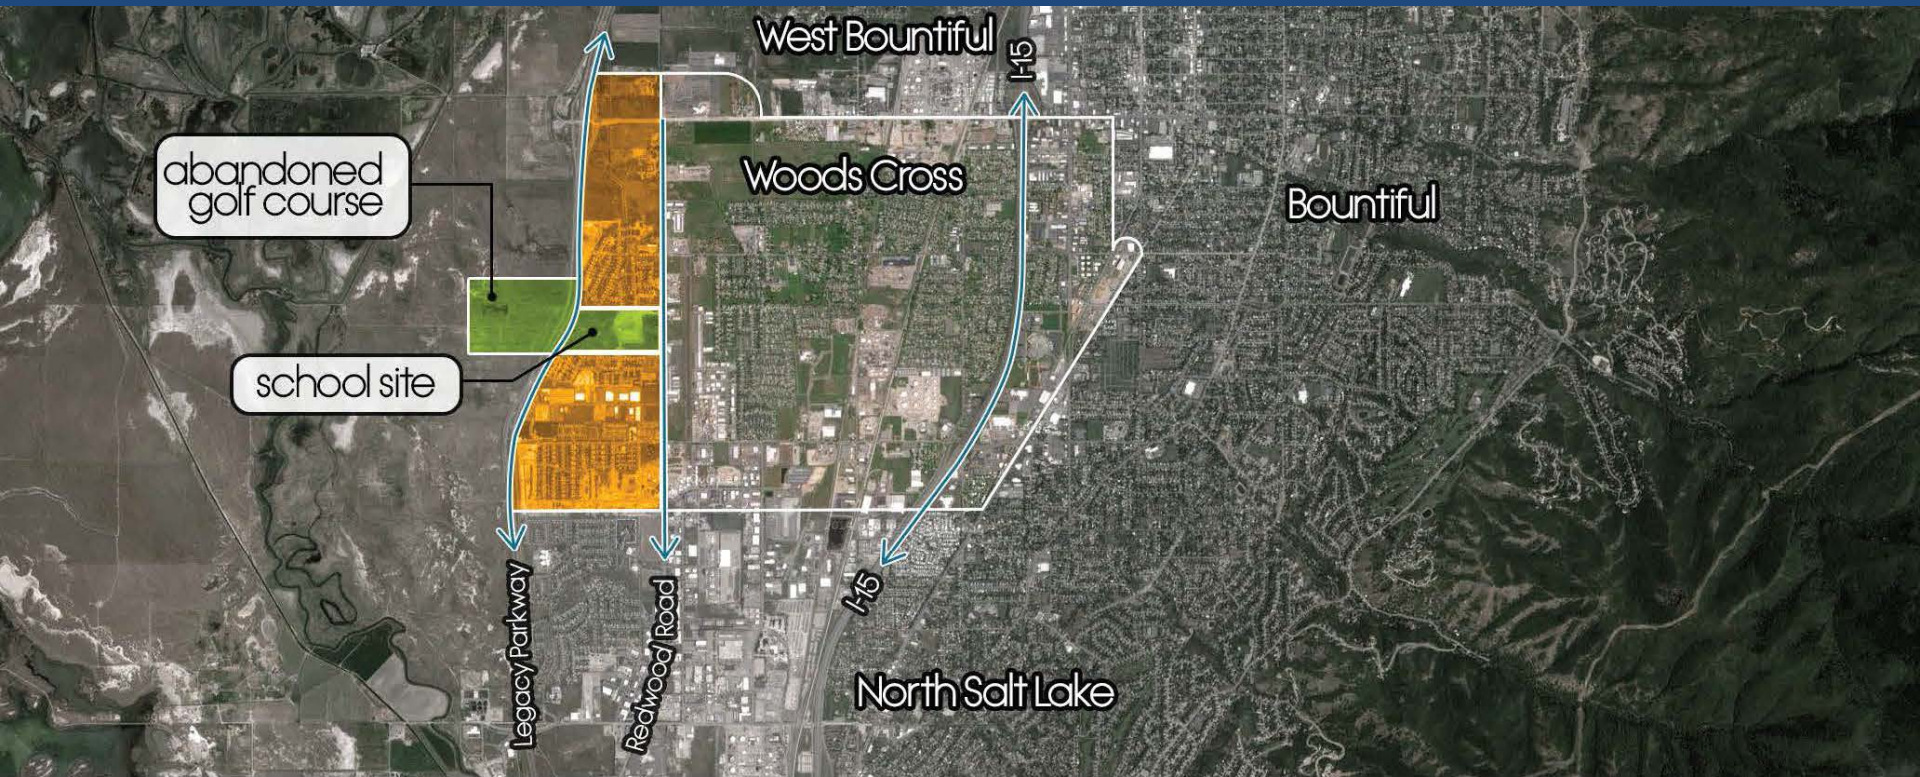 West Bountiful
I-15
abandoned
golf course
Woods Cross
Bountiful
school site
Legacy Parkway
Redwood Road
I-15
North Salt Lake